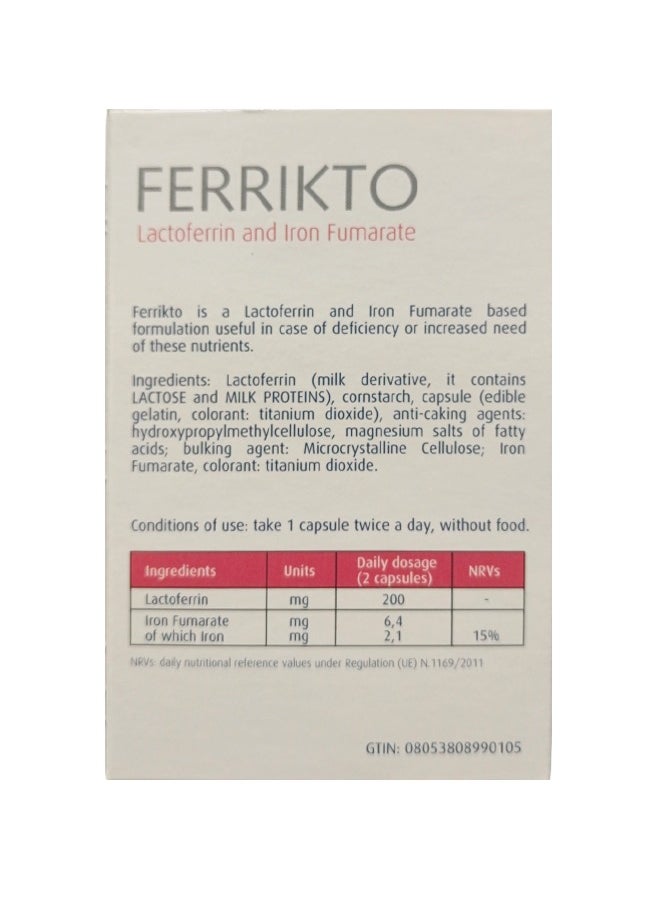 FERRIKTO
Lactoferrin and Iron Fumarate
Ferrikto is a Lactoferrin and Iron Fumarate based
formulation useful in case of deficiency or increased need
of these nutrients.
Ingredients: Lactoferrin (milk derivative, it contains
LACTOSE and MILK PROTEINS), cornstarch, capsule (edible
gelatin, colorant: titanium dioxide), anti-caking agents:
hydroxypropylmethylcellulose, magnesium salts of fatty
acids; bulking agent: Microcrystalline Cellulose; Iron
Fumarate, colorant: titanium dioxide.
Conditions of use: take 1 capsule twice a day, without food.
Ingredients Units Daily dosage (2 capsules) NRVs
Lactoferrin mg 200 -
Iron Fumarate mg 6,4
of which Iron mg 2,1 15%
NRVs: daily nutritional reference values under Regulation (UE) N.1169/2011
GTIN: 08053808990105